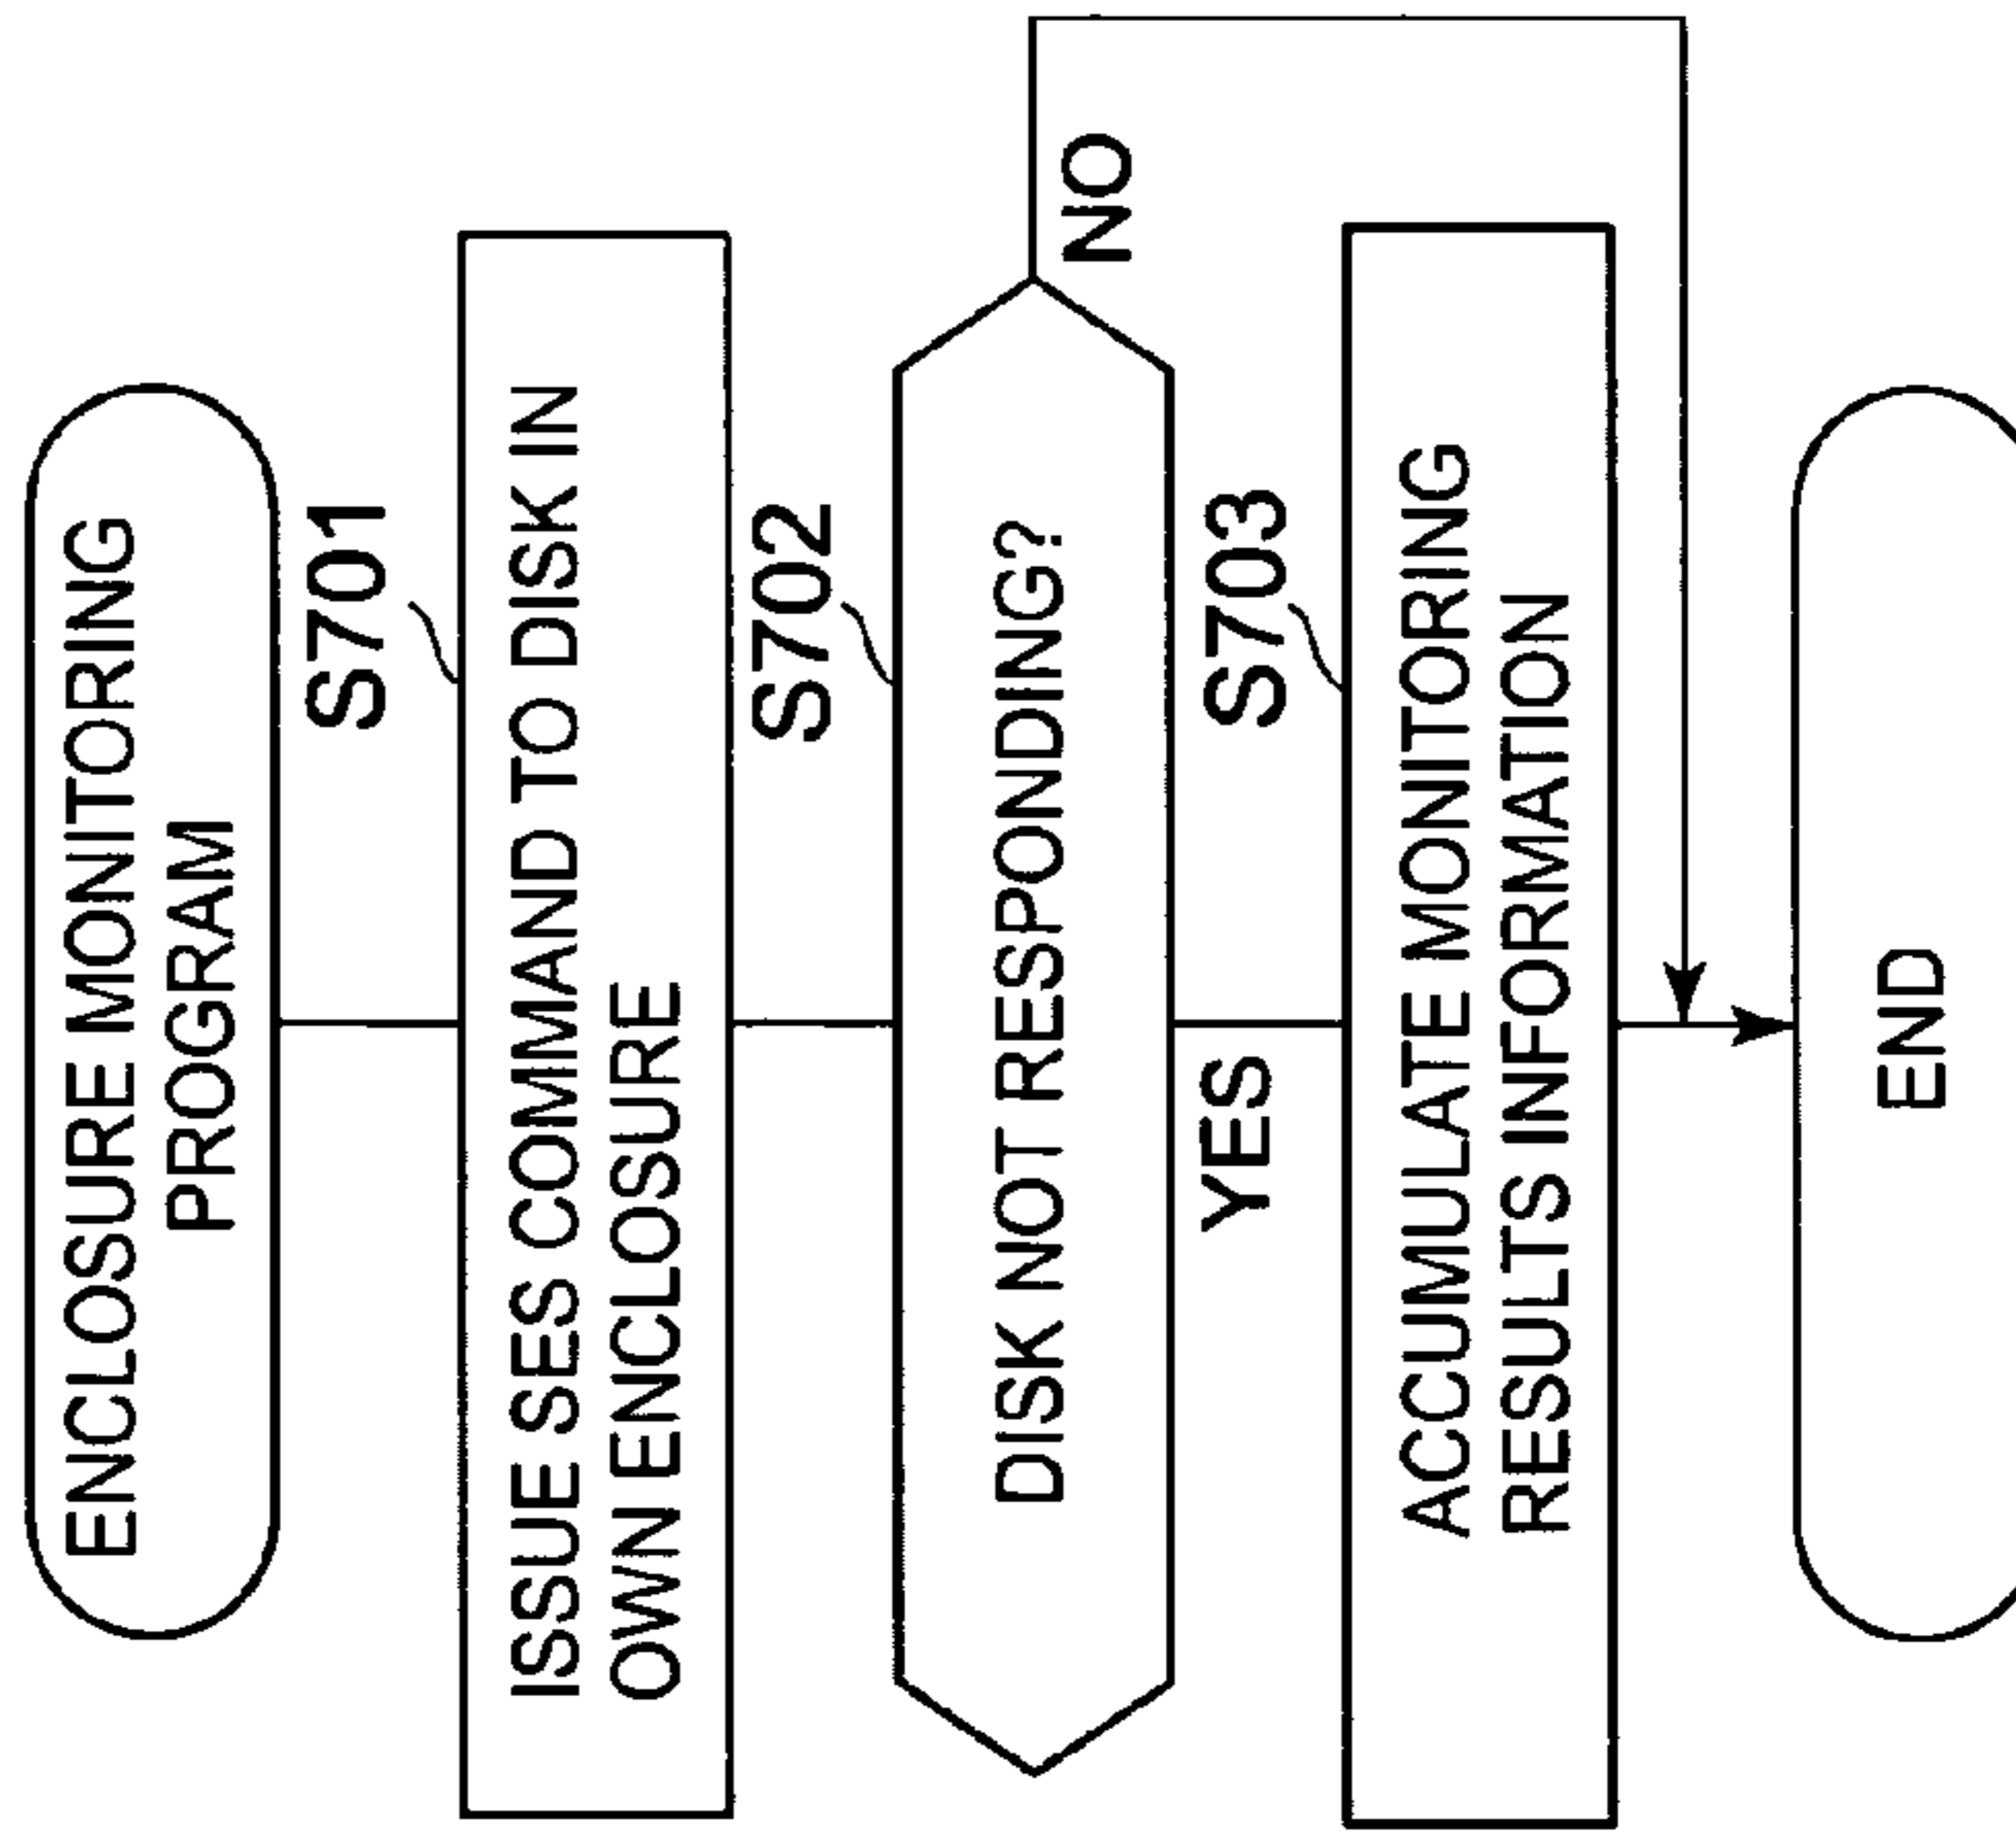 ENCLOSURE MONITORING
PROGRAM
S701
ISSUE SES COMMAND TO DISK IN
OWN ENCLOSURE
S702
DISK NOT RESPONDING?
NO
YES
S703
ACCUMULATE MONITORING
RESULTS INFORMATION
END